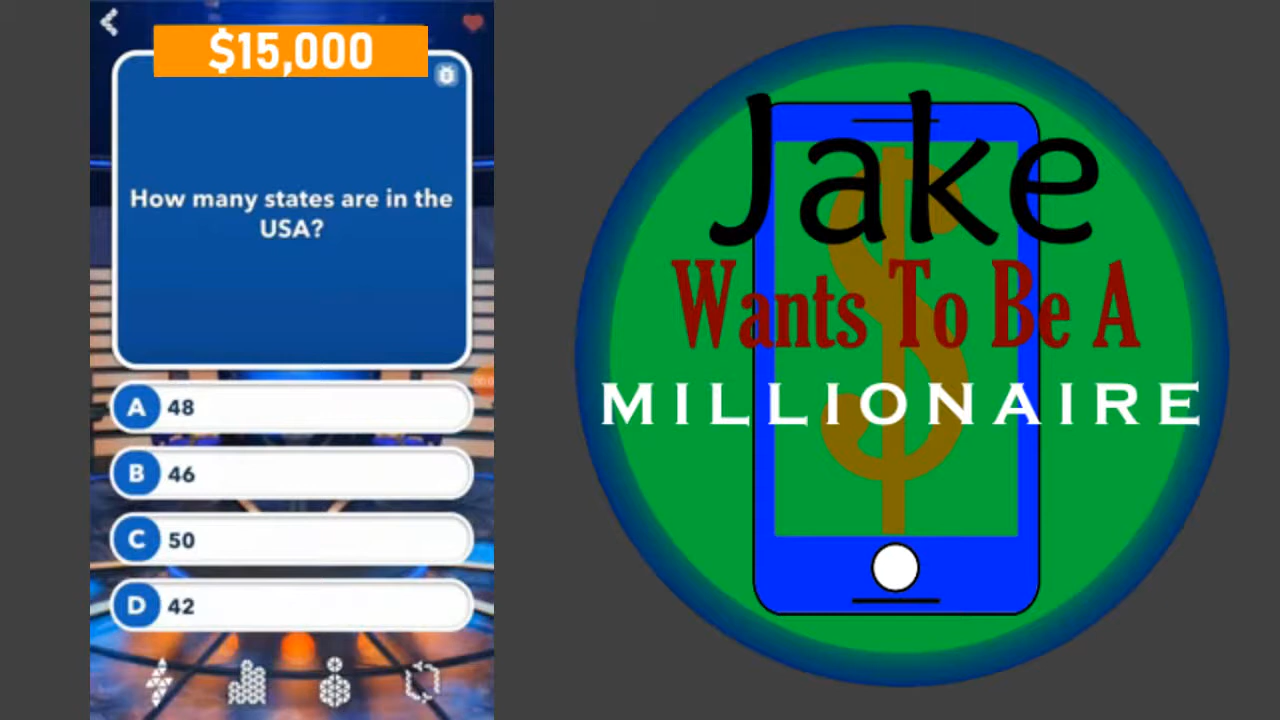 $15,000
How many states are in the
USA?
A 48
B 46
C 50
D 42
Jake
Wants To Be A
MILLIONAIRE